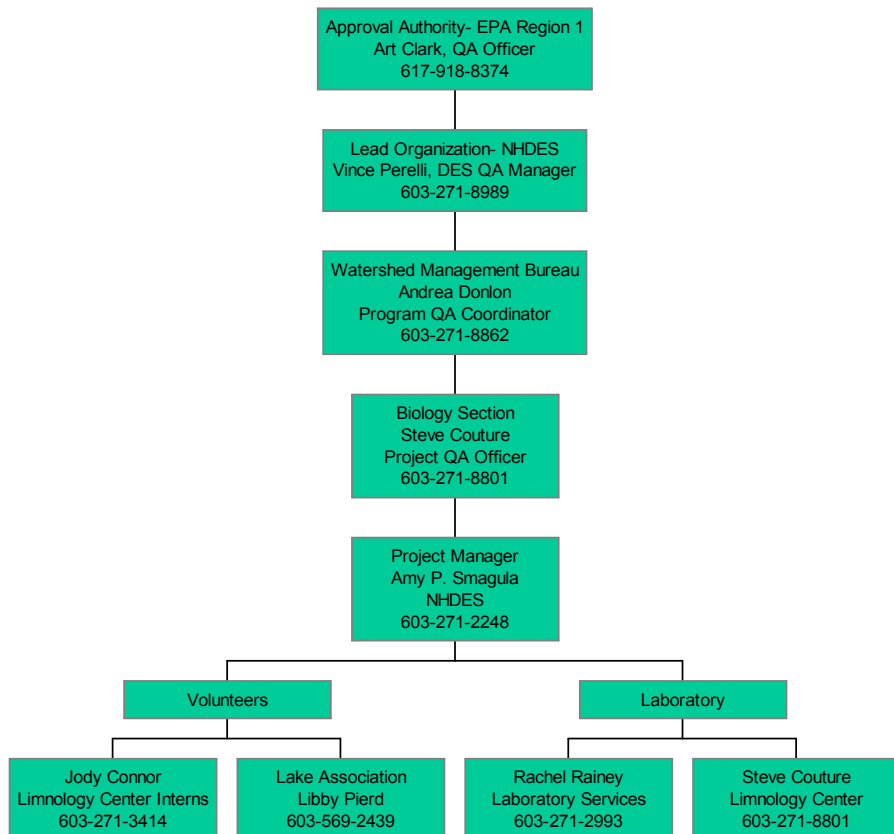 Approval Authority- EPA Region 1
Art Clark, QA Officer
617-918-8374
Lead Organization- NHDES
Vince Perelli, DES QA Manager
603-271-8989
Watershed Management Bureau
Andrea Donlon
Program QA Coordinator
603-271-8862
Biology Section
Steve Couture
Project QA Officer
603-271-8801
Project Manager
Amy P. Smagula
NHDES
603-271-2248
Volunteers
Laboratory
Jody Connor
Limnology Center Interns
603-271-3414
Lake Association
Libby Pierd
603-569-2439
Rachel Rainey
Laboratory Services
603-271-2993
Steve Couture
Limnology Center
603-271-8801